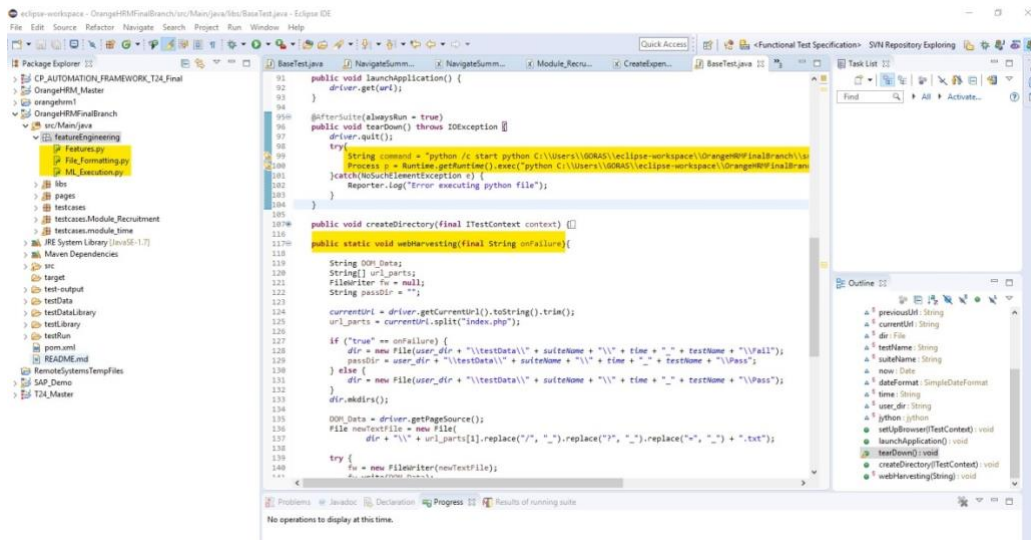 eclipse-workspace - OrangeHRMFinalBranch/src/Main/java/libs/BaseTest.java - Eclipse IDE
File Edit Source Refactor Navigate Search Project Run Window Help
Quick Access
<Functional Test Specification> SVN Repository Exploring
Package Explorer
CP_AUTOMATION_FRAMEWORK_T24_Final
OrangeHRM_Master
orangehrm1
OrangeHRMFinalBranch
src/Main/java
featureEngineering
Features.py
File_Formatting.py
ML_Execution.py
libs
pages
testcases
testcases.Module_Recruitment
testcases.module_time
JRE System Library [JavaSE-1.7]
Maven Dependencies
src
target
test-output
testData
testDataLibrary
testLibrary
testRun
pom.xml
README.md
RemoteSystemsTempFiles
SAP_Demo
T24_Master
BaseTest.java NavigateSumm... NavigateSumm... Module_Recru... CreateExpen... BaseTest.java
91 public void launchApplication() {
92 driver.get(url);
93 }
94
95 @AfterSuite(alwaysRun = true)
96 public void tearDown() throws IOException {
97 driver.quit();
98 try{
99 String command = "python /c start python C:\\Users\\GORAS\\eclipse-workspace\\OrangeHRMFinalBranch\\s
100 Process p = Runtime.getRuntime().exec("python C:\\Users\\GORAS\\eclipse-workspace\\OrangeHRMFinalBran
101 }catch(NoSuchElementException e) {
102 Reporter.log("Error executing python file");
103 }
104 }
105
107 public void createDirectory(final ITestContext context) {
116
117 public static void webHarvesting(final String onFailure){
118
119 String DOM_Data;
120 String[] url_parts;
121 FileWriter fw = null;
122 String passDir = "";
123
124 currentUrl = driver.getCurrentUrl().toString().trim();
125 url_parts = currentUrl.split("index.php");
126
127 if ("true" == onFailure) {
128 dir = new File(user_dir + "\\testData\\" + suiteName + "\\" + time + "_" + testName + "\\Fail");
129 passDir = user_dir + "\\testData\\" + suiteName + "\\" + time + "_" + testName + "\\Pass";
130 } else {
131 dir = new File(user_dir + "\\testData\\" + suiteName + "\\" + time + "_" + testName + "\\Pass");
132 }
133 dir.mkdirs();
134
135 DOM_Data = driver.getPageSource();
136 File newTextFile = new File(
137 dir + "\\" + url_parts[1].replace("/", "_").replace("?", "_").replace("=", "_") + ".txt");
138
139 try {
140 fw = new FileWriter(newTextFile);
fw.write(DOM_Data);
Task List
Find All Activate...
Outline
previousUrl : String
currentUrl : String
dir : File
testName : String
suiteName : String
now : Date
dateFormat : SimpleDateFormat
time : String
user_dir : String
jython : jython
setUpBrowser(ITestContext) : void
launchApplication() : void
tearDown() : void
createDirectory(ITestContext) : void
webHarvesting(String) : void
Problems Javadoc Declaration Progress Results of running suite
No operations to display at this time.